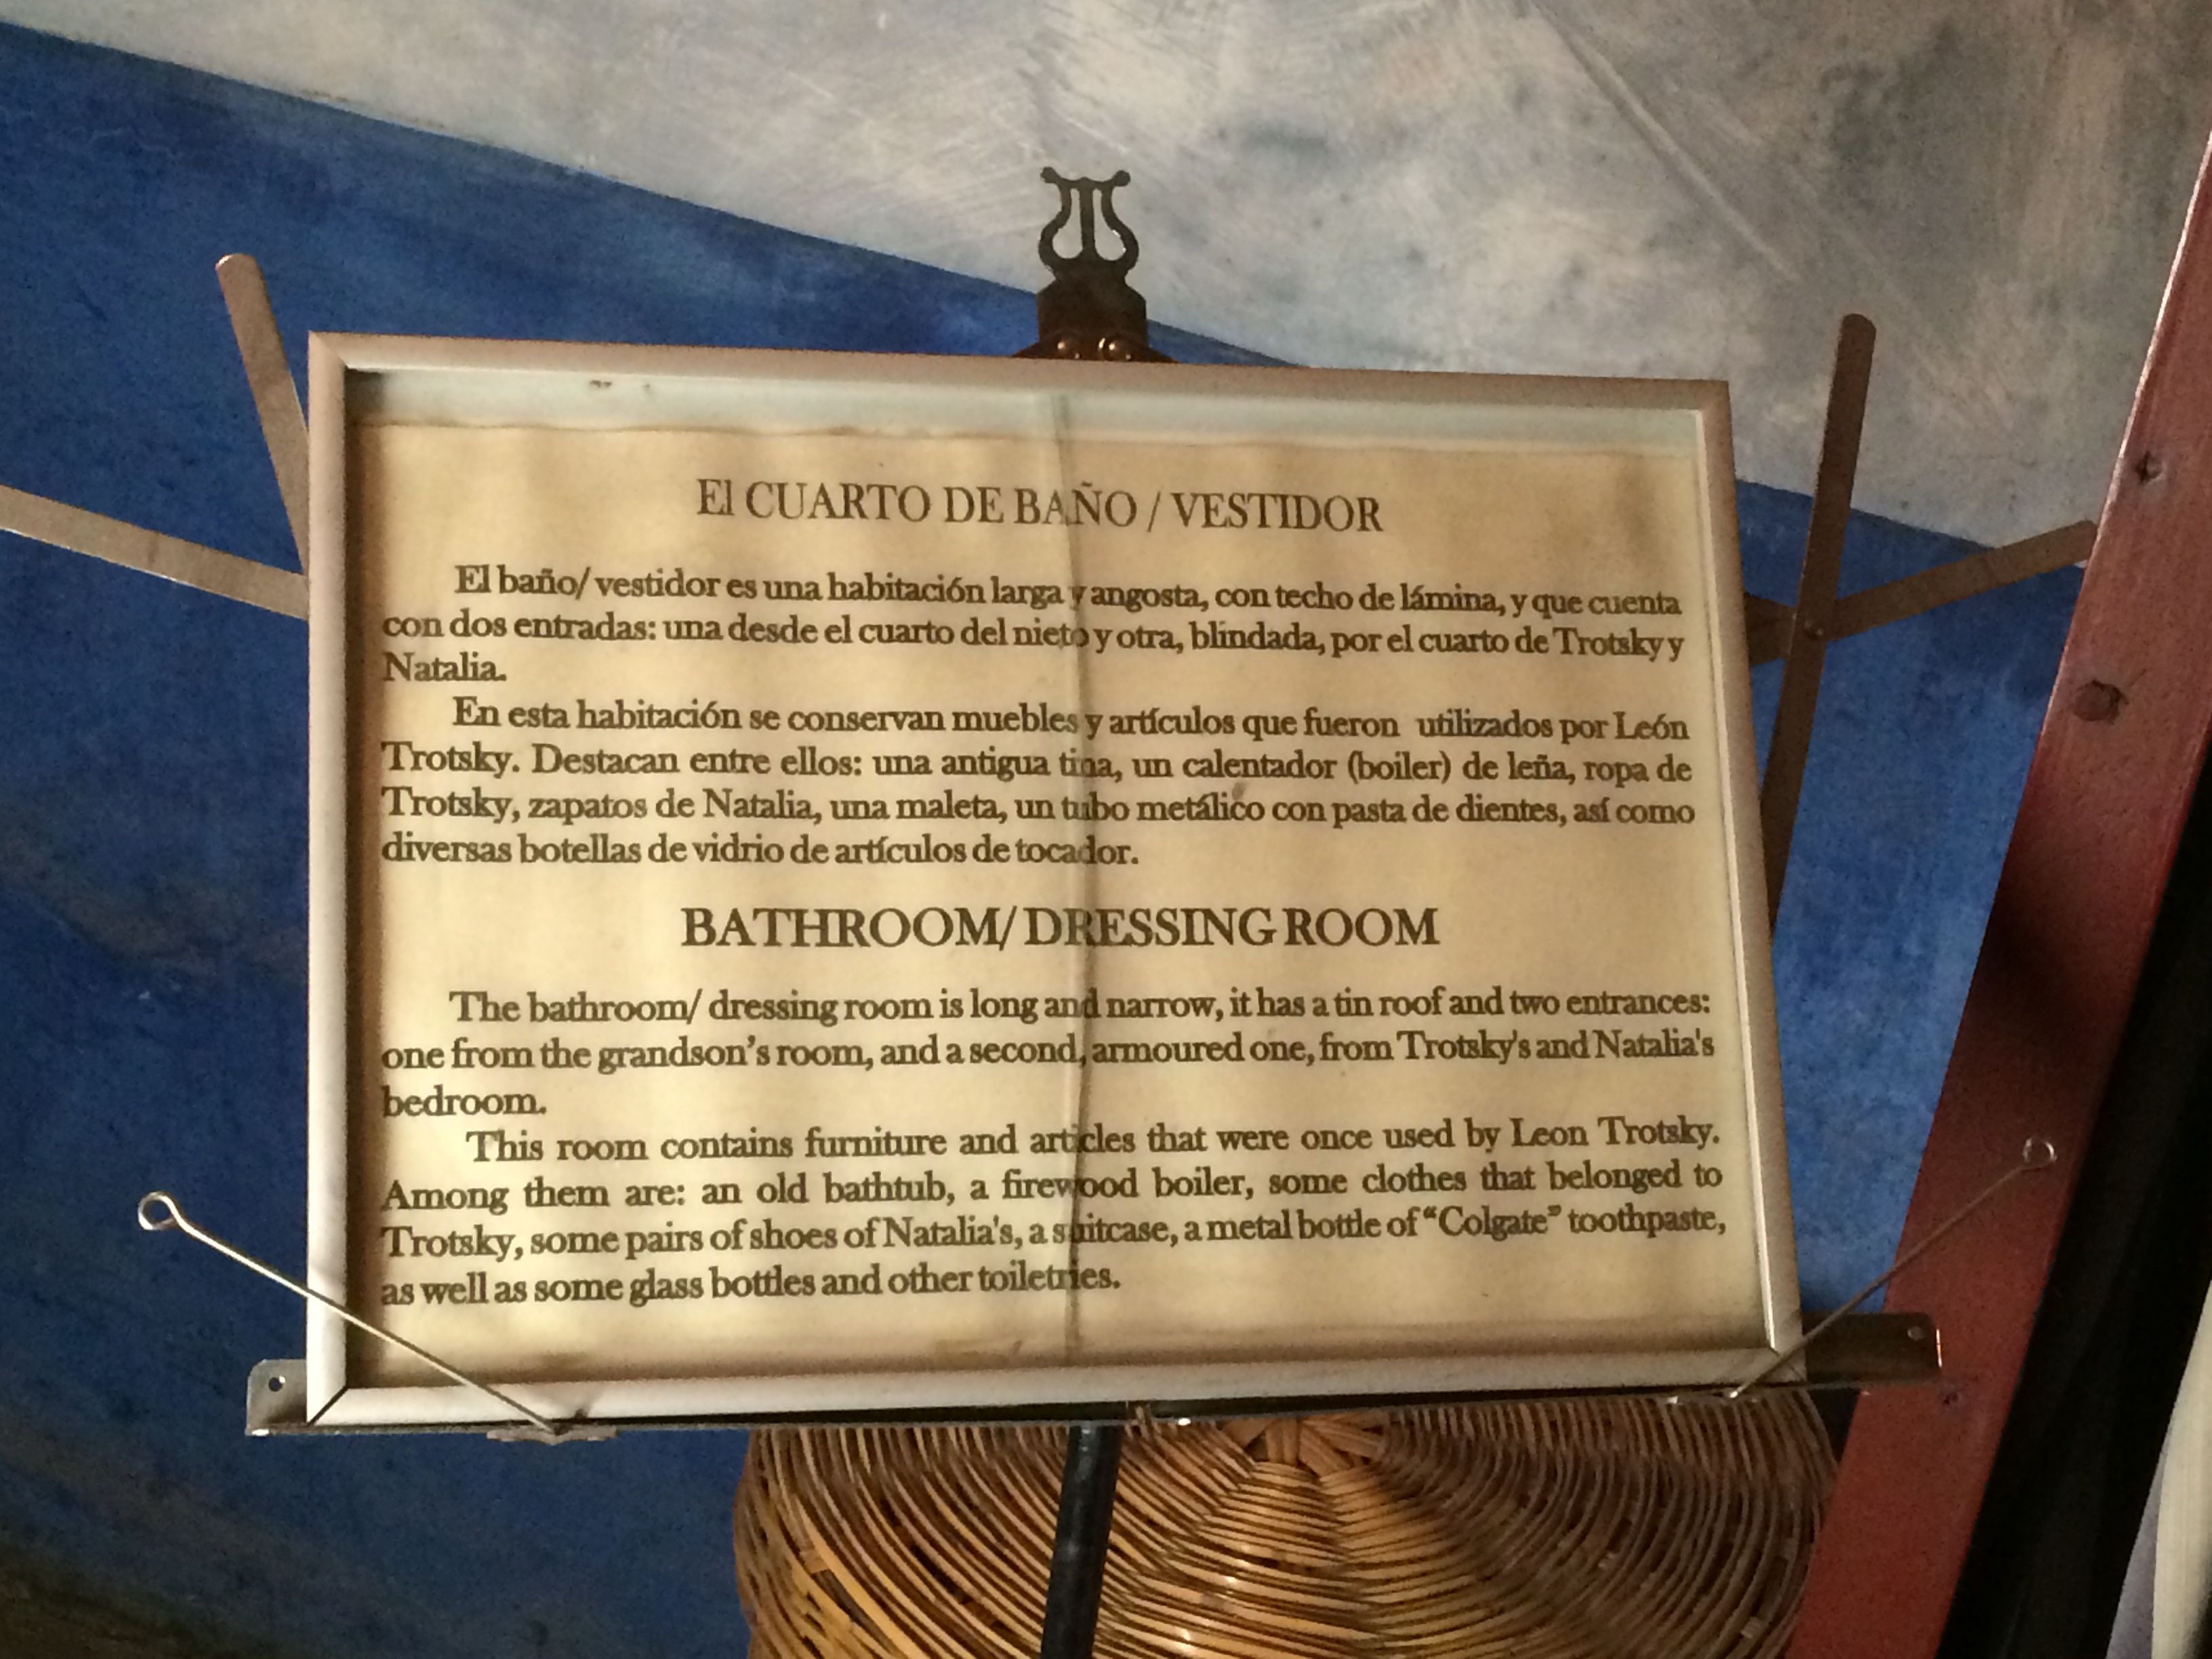 El CUARTO DE BAÑO / VESTIDOR
El baño/ vestidor es una habitación larga y angosta, con techo de lámina, y que cuenta
con dos entradas: una desde el cuarto del nieto y otra, blindada, por el cuarto de Trotsky y
Natalia.
En esta habitación se conservan muebles y artículos que fueron utilizados por León
Trotsky. Destacan entre ellos: una antigua tina, un calentador (boiler) de leña, ropa de
Trotsky, zapatos de Natalia, una maleta, un tubo metálico con pasta de dientes, así como
diversas botellas de vidrio de artículos de tocador.
BATHROOM/DRESSING ROOM
The bathroom/ dressing room is long and narrow, it has a tin roof and two entrances:
one from the grandson's room, and a second, armoured one, from Trotsky's and Natalia's
bedroom.
This room contains furniture and articles that were once used by Leon Trotsky.
Among them are: an old bathtub, a firewood boiler, some clothes that belonged to
Trotsky, some pairs of shoes of Natalia's, a suitcase, a metal bottle of "Colgate" toothpaste,
as well as some glass bottles and other toiletries.